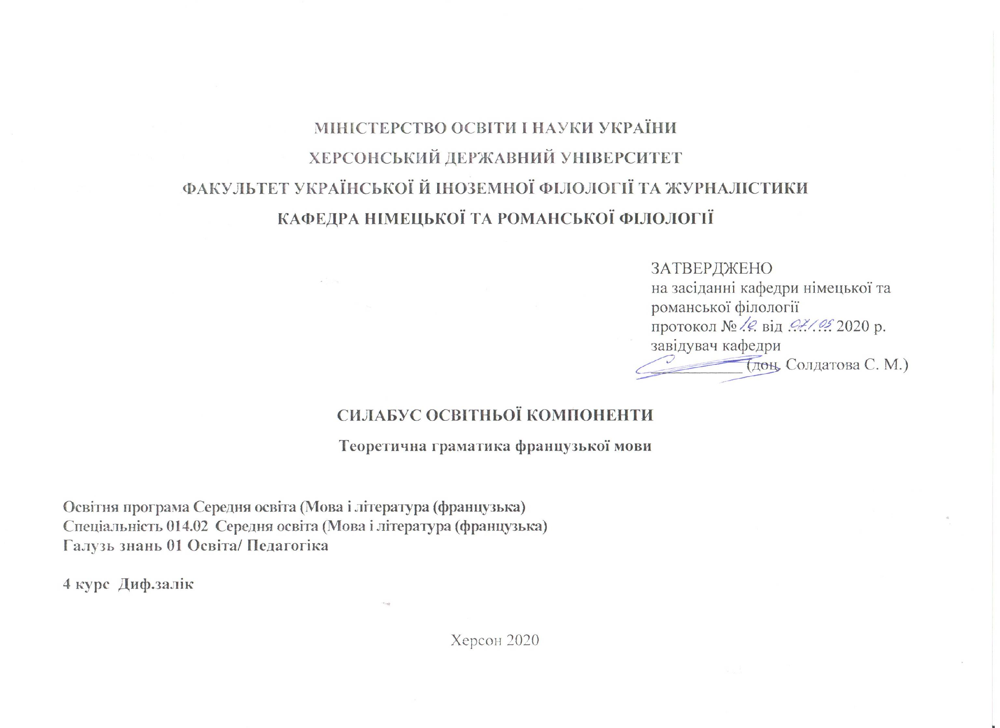 МІНІСТЕРСТВО ОСВІТИ І НАУКИ УКРАЇНИ
ХЕРСОНСЬКИЙ ДЕРЖАВНИЙ УНІВЕРСИТЕТ
ФАКУЛЬТЕТ УКРАЇНСЬКОЇ Й ІНОЗЕМНОЇ ФІЛОЛОГІЇ ТА ЖУРНАЛІСТИКИ
КАФЕДРА НІМЕЦЬКОЇ ТА РОМАНСЬКОЇ ФІЛОЛОГІЇ
ЗАТВЕРДЖЕНО
на засіданні кафедри німецької та
романської філології
протокол № від 2020 р.
завідувач кафедри
(доц. Солдатова С. М.)
СИЛАБУС ОСВІТНЬОЇ КОМПОНЕНТИ
Теоретична граматика французької мови
Освітня програма Середня освіта (Мова і література (французька)
Спеціальність 014.02 Середня освіта (Мова і література (французька)
Галузь знань 01 Освіта/ Педагогіка
4 курс Диф.залік
Херсон 2020